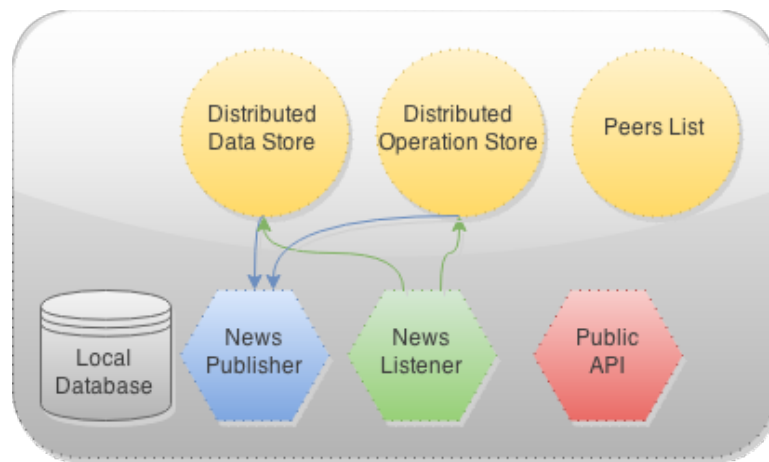 Distributed
Data Store
Distributed
Operation Store
Peers List
Local
Database
News
Publisher
News
Listener
Public
API